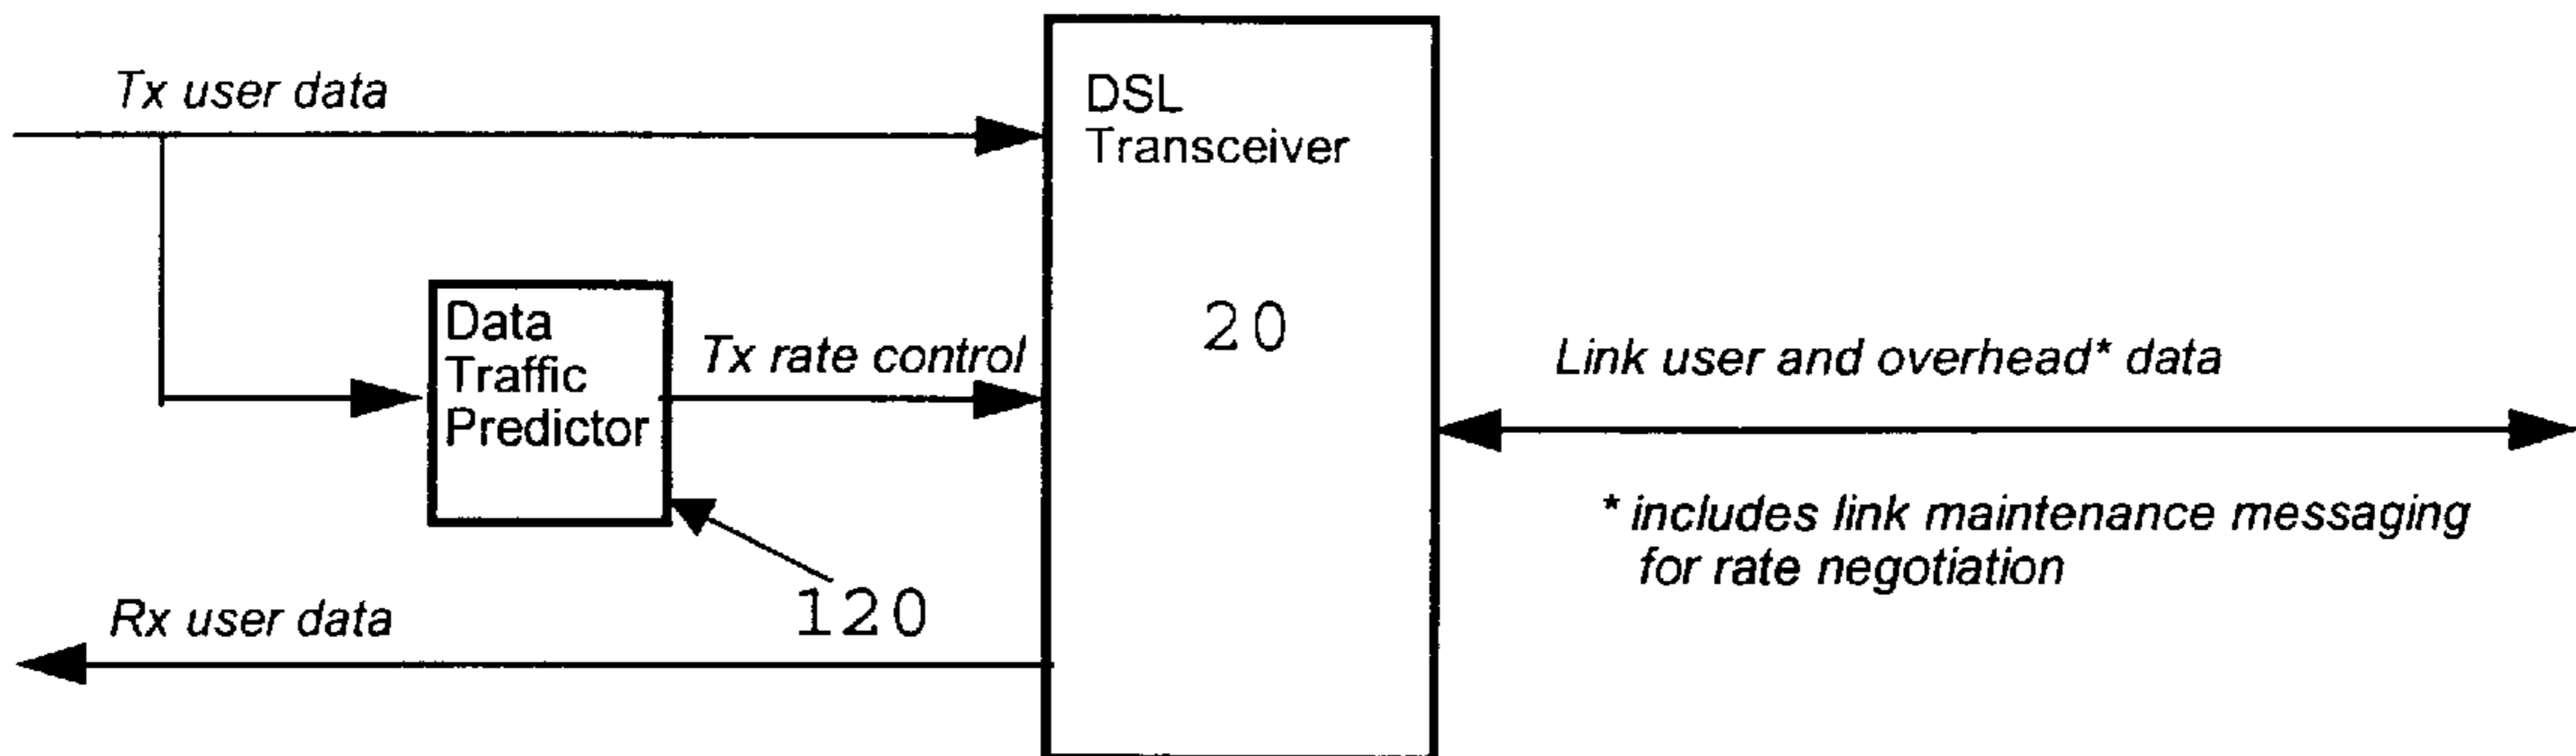 Tx user data
DSL
Transceiver
20
Data
Traffic
Predictor
Tx rate control
Link user and overhead* data
* includes link maintenance messaging
for rate negotiation
120
Rx user data